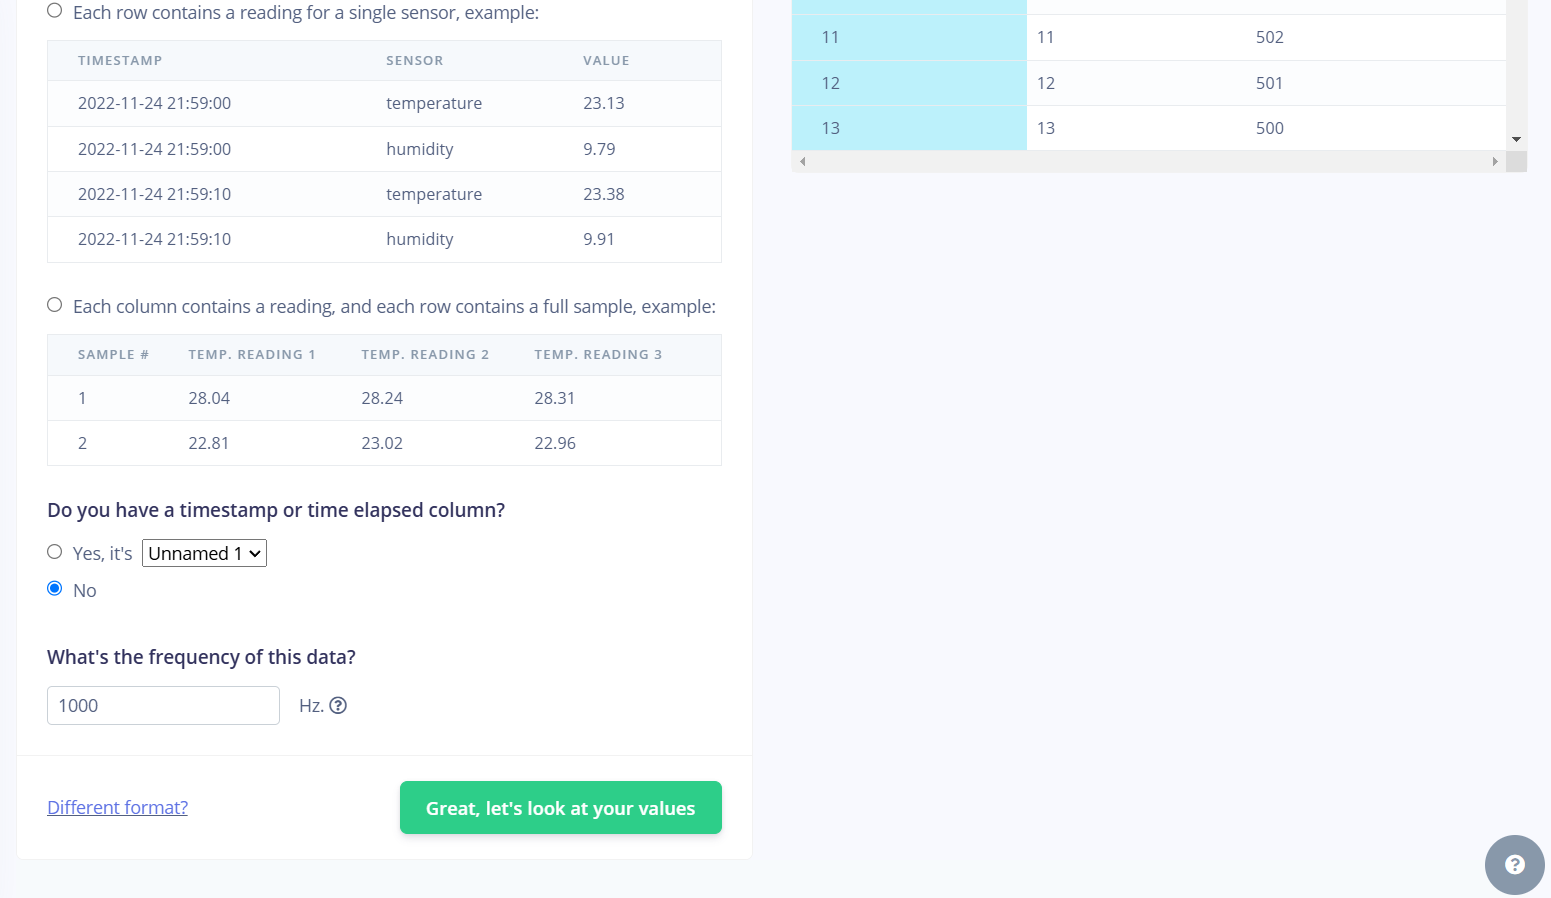 Each row contains a reading for a single sensor, example:
TIMESTAMP SENSOR VALUE
2022-11-24 21:59:00 temperature 23.13
2022-11-24 21:59:00 humidity 9.79
2022-11-24 21:59:10 temperature 23.38
2022-11-24 21:59:10 humidity 9.91
Each column contains a reading, and each row contains a full sample, example:
SAMPLE # TEMP. READING 1 TEMP. READING 2 TEMP. READING 3
1 28.04 28.24 28.31
2 22.81 23.02 22.96
Do you have a timestamp or time elapsed column?
Yes, it's Unnamed 1
No
What's the frequency of this data?
1000 Hz. ?
Different format? Great, let's look at your values
11 11 502
12 12 501
13 13 500
?